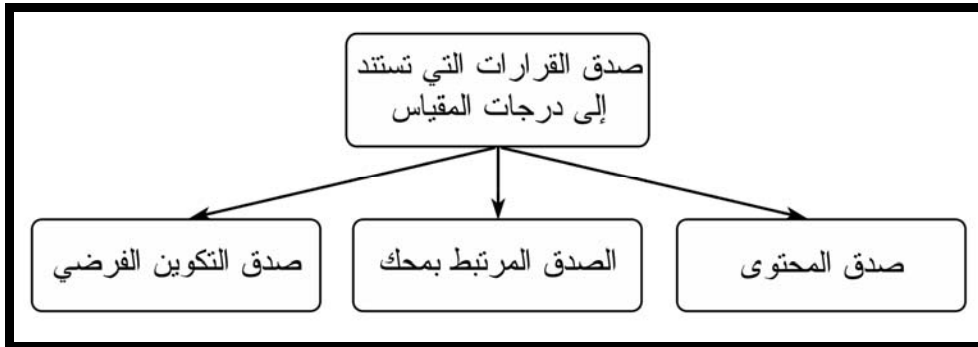 صدق القرارات التي تستند
إلى درجات المقياس
صدق المحتوى
الصدق المرتبط بمحك
صدق التكوين الفرضي